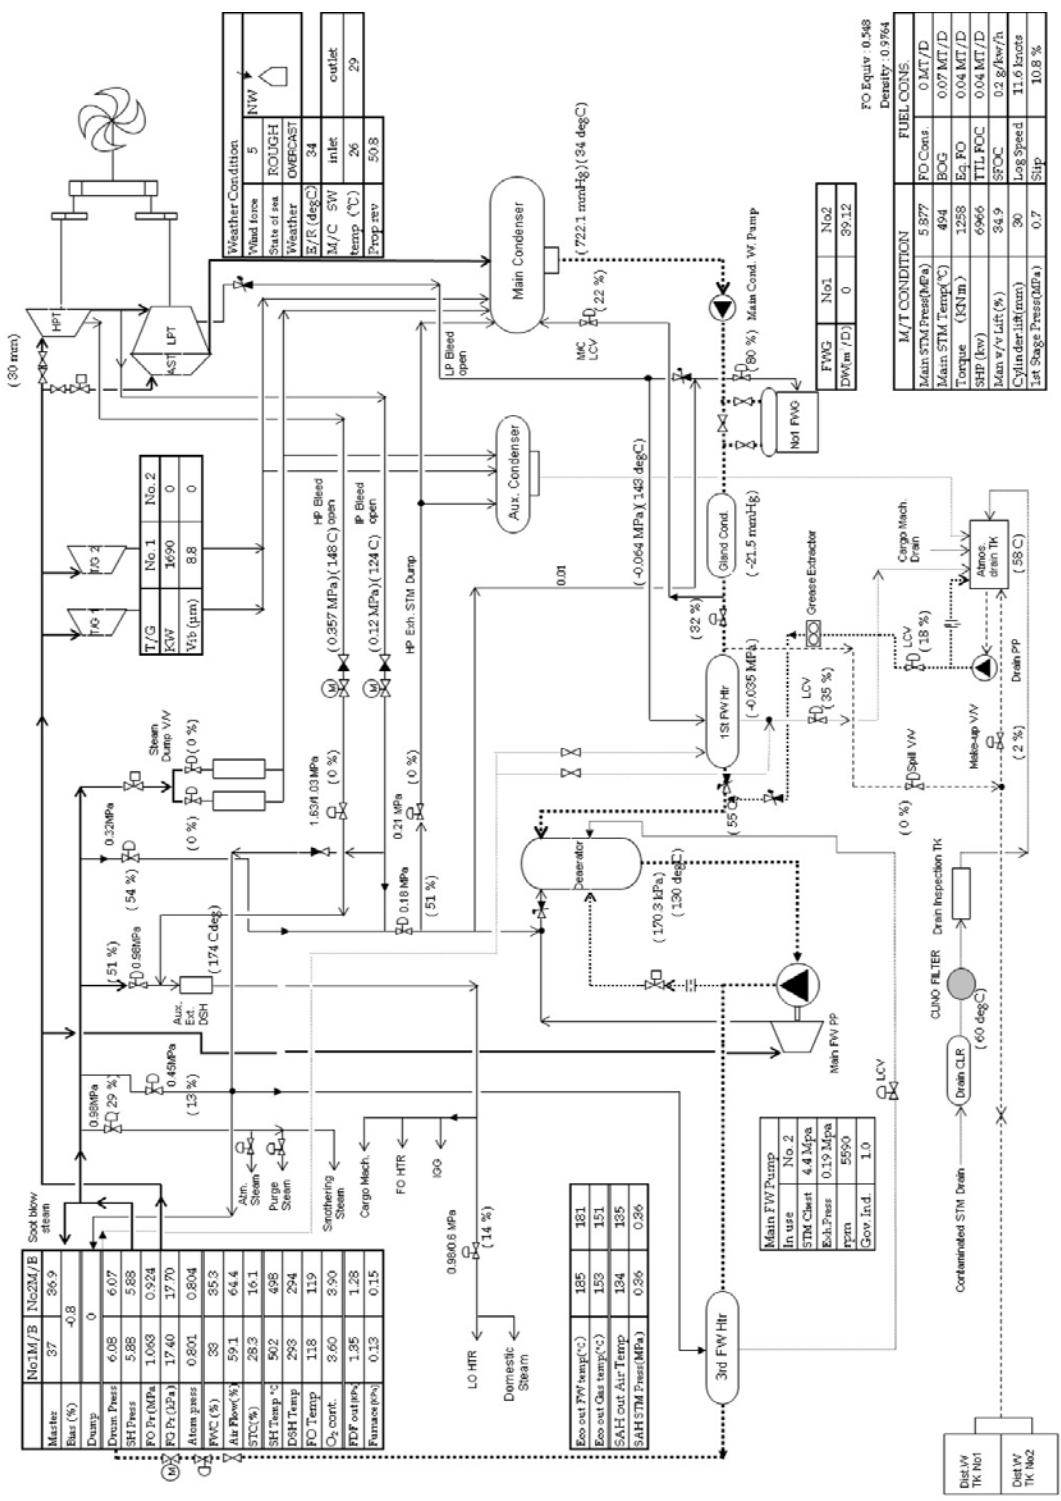 FO Equiv : 0.548
Density : 0.9764
M/T CONDITION FUEL CONS.
Main STM Press(MPa) 5.877 FO Cons. 0 MT/D
Main STM Temp(°C) 494 BOG 0.07 MT/D
Torque (KNm) 1258 Eq. FO 0.04 MT/D
SHP (kw) 6966 TTL FOC 0.04 MT/D
Man v/v Lift(%) 34.9 SFOC 0.2 g/kw/h
Cylinder lift(mm) 30 Log Speed 11.6 knots
1st Stage Press(MPa) 0.7 Slip 10.8 %
Weather Condition
NW
Wind force 5
State of sea ROUGH
Weather OVERCAST
E/R (degC) 34
M/C SW inlet outlet
temp (°C) 26 29
Prop rev 50.8
FWG No1 No2
DW(m /D) 0 39.12
T/G No.1 No.2
KW 1690 0
Vib (µm) 8.8 0
No1M/B No2M/B
Master 37 36.9
Bias (%) -0.8
Dump 0
Drum Press 6.08 6.07
SH Press 5.88 5.88
FO Pr (MPa) 1.063 0.924
FG Pr (kPa) 17.40 17.70
Atom press 0.801 0.804
FWC (%) 33 35.3
Air Flow(%) 59.1 64.4
STC(%) 28.3 16.1
SH Temp °C 502 498
DSH Temp 293 294
FO Temp 118 119
O2 cont. 3.60 3.90
FDF out(KPa) 1.35 1.28
Furnace(KPa) 0.13 0.15
Eco out FW temp(°C) 185 181
Eco out Gas temp(°C) 153 151
SAH out Air Temp 134 135
SAH STM Press(MPa) 0.36 0.36
Main FW Pump
In use No. 2
STM Chest 4.4 Mpa
Exh.Press 0.19 Mpa
rpm 5590
Gov. Ind. 1.0
( 30 mm)
HPT
AST LPT
T/G 1
T/G 2
Main Condenser
( 722.1 mmHg) ( 34 degC)
Main Cond. W. Pump
( 22 %)
M/C
LCV
( 80 %)
No1 FWG
LP Bleed
open
HP Bleed
open
( 0.357 MPa) ( 148 C)
IP Bleed
open
( 0.12 MPa) ( 124 C)
HP Exh. STM Dump
Aux. Condenser
Gland Cond.
( -21.5 mmHg)
( -0.064 MPa) ( 143 degC)
0.01
( 32 %)
1St FW Htr
( -0.035 MPa)
Grease Extractor
Cargo Mach.
Drain
Atmos.
drain TK
( 58 C)
LCV
( 18 %)
Drain PP
LCV
( 35 %)
Make-up V/V
( 2 %)
Spill V/V
( 0 %)
Steam
Dump V/V
( 0 %)
( 0 %)
0.32MPa
( 54 %)
( 51 %)
0.98MPa
1.63/1.03 MPa
( 0 %)
0.21 MPa
( 0 %)
0.18 MPa
( 51 %)
( 174 C deg)
Aux.
Ext.
DSH
Deaerator
( 170.3 kPa)
( 130 degC)
Main FW PP
Drain Inspection TK
CUNO FILTER
( 60 degC)
Drain CLR
Contaminated STM Drain
LCV
Soot blow
steam
0.98MPa
( 29 %)
0.45MPa
( 13 %)
Atm.
Steam
Purge
Steam
Smothering
Steam
Cargo Mach.
FO HTR
IGG
0.98/0.6 MPa
( 14 %)
LO HTR
Domestic
Steam
3rd FW Htr
Dist.W
TK No1
Dist.W
TK No2
M
M
M